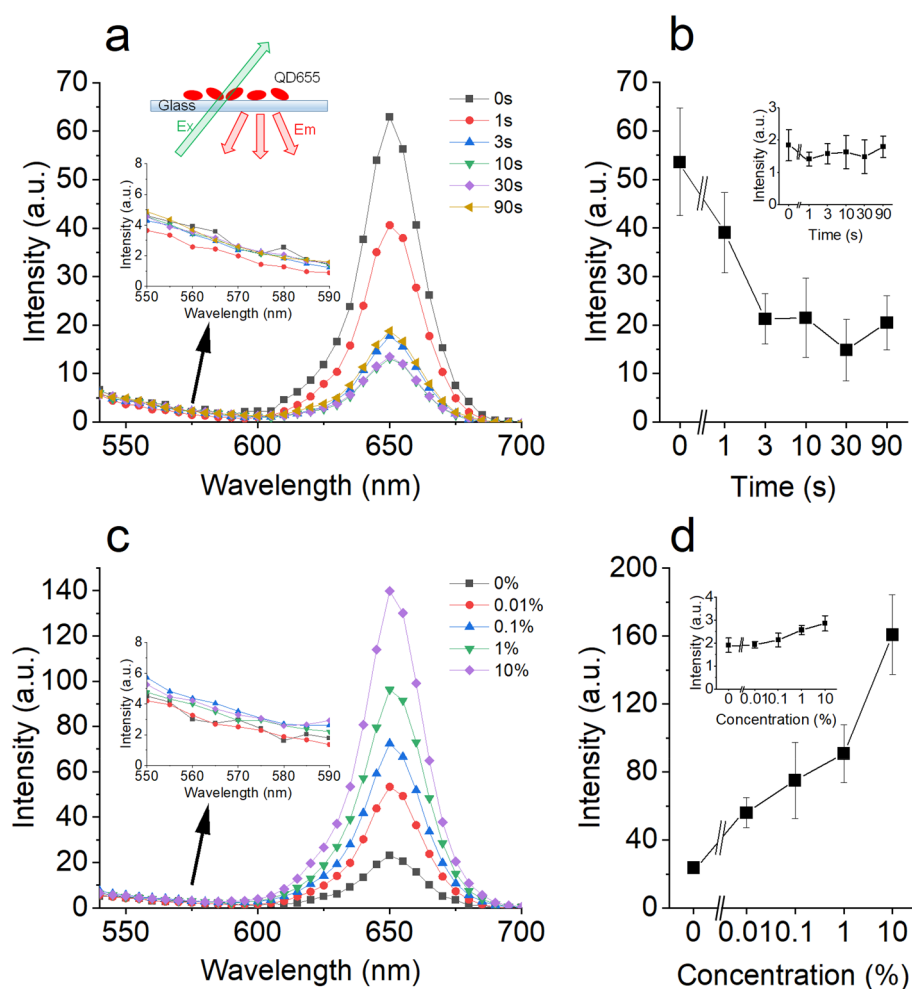 a
b
QD655
Glass
Ex
Em
0s
1s
3s
10s
30s
90s
Intensity (a.u.)
70
60
50
40
30
20
10
0
550
600
650
700
Wavelength (nm)
Intensity (a.u.)
8
6
4
2
0
550 560 570 580 590
Wavelength (nm)
Intensity (a.u.)
70
60
50
40
30
20
10
0
0 1 3 10 30 90
Time (s)
Intensity (a.u.)
3
2
1
0
0 1 3 10 30 90
Time (s)
c
d
0%
0.01%
0.1%
1%
10%
Intensity (a.u.)
140
120
100
80
60
40
20
0
550
600
650
700
Wavelength (nm)
Intensity (a.u.)
8
6
4
2
0
550 560 570 580 590
Wavelength (nm)
Intensity (a.u.)
200
160
120
80
40
0
0 0.01 0.1 1 10
Concentration (%)
Intensity (a.u.)
4
3
2
1
0
0 0.01 0.1 1 10
Concentration (%)